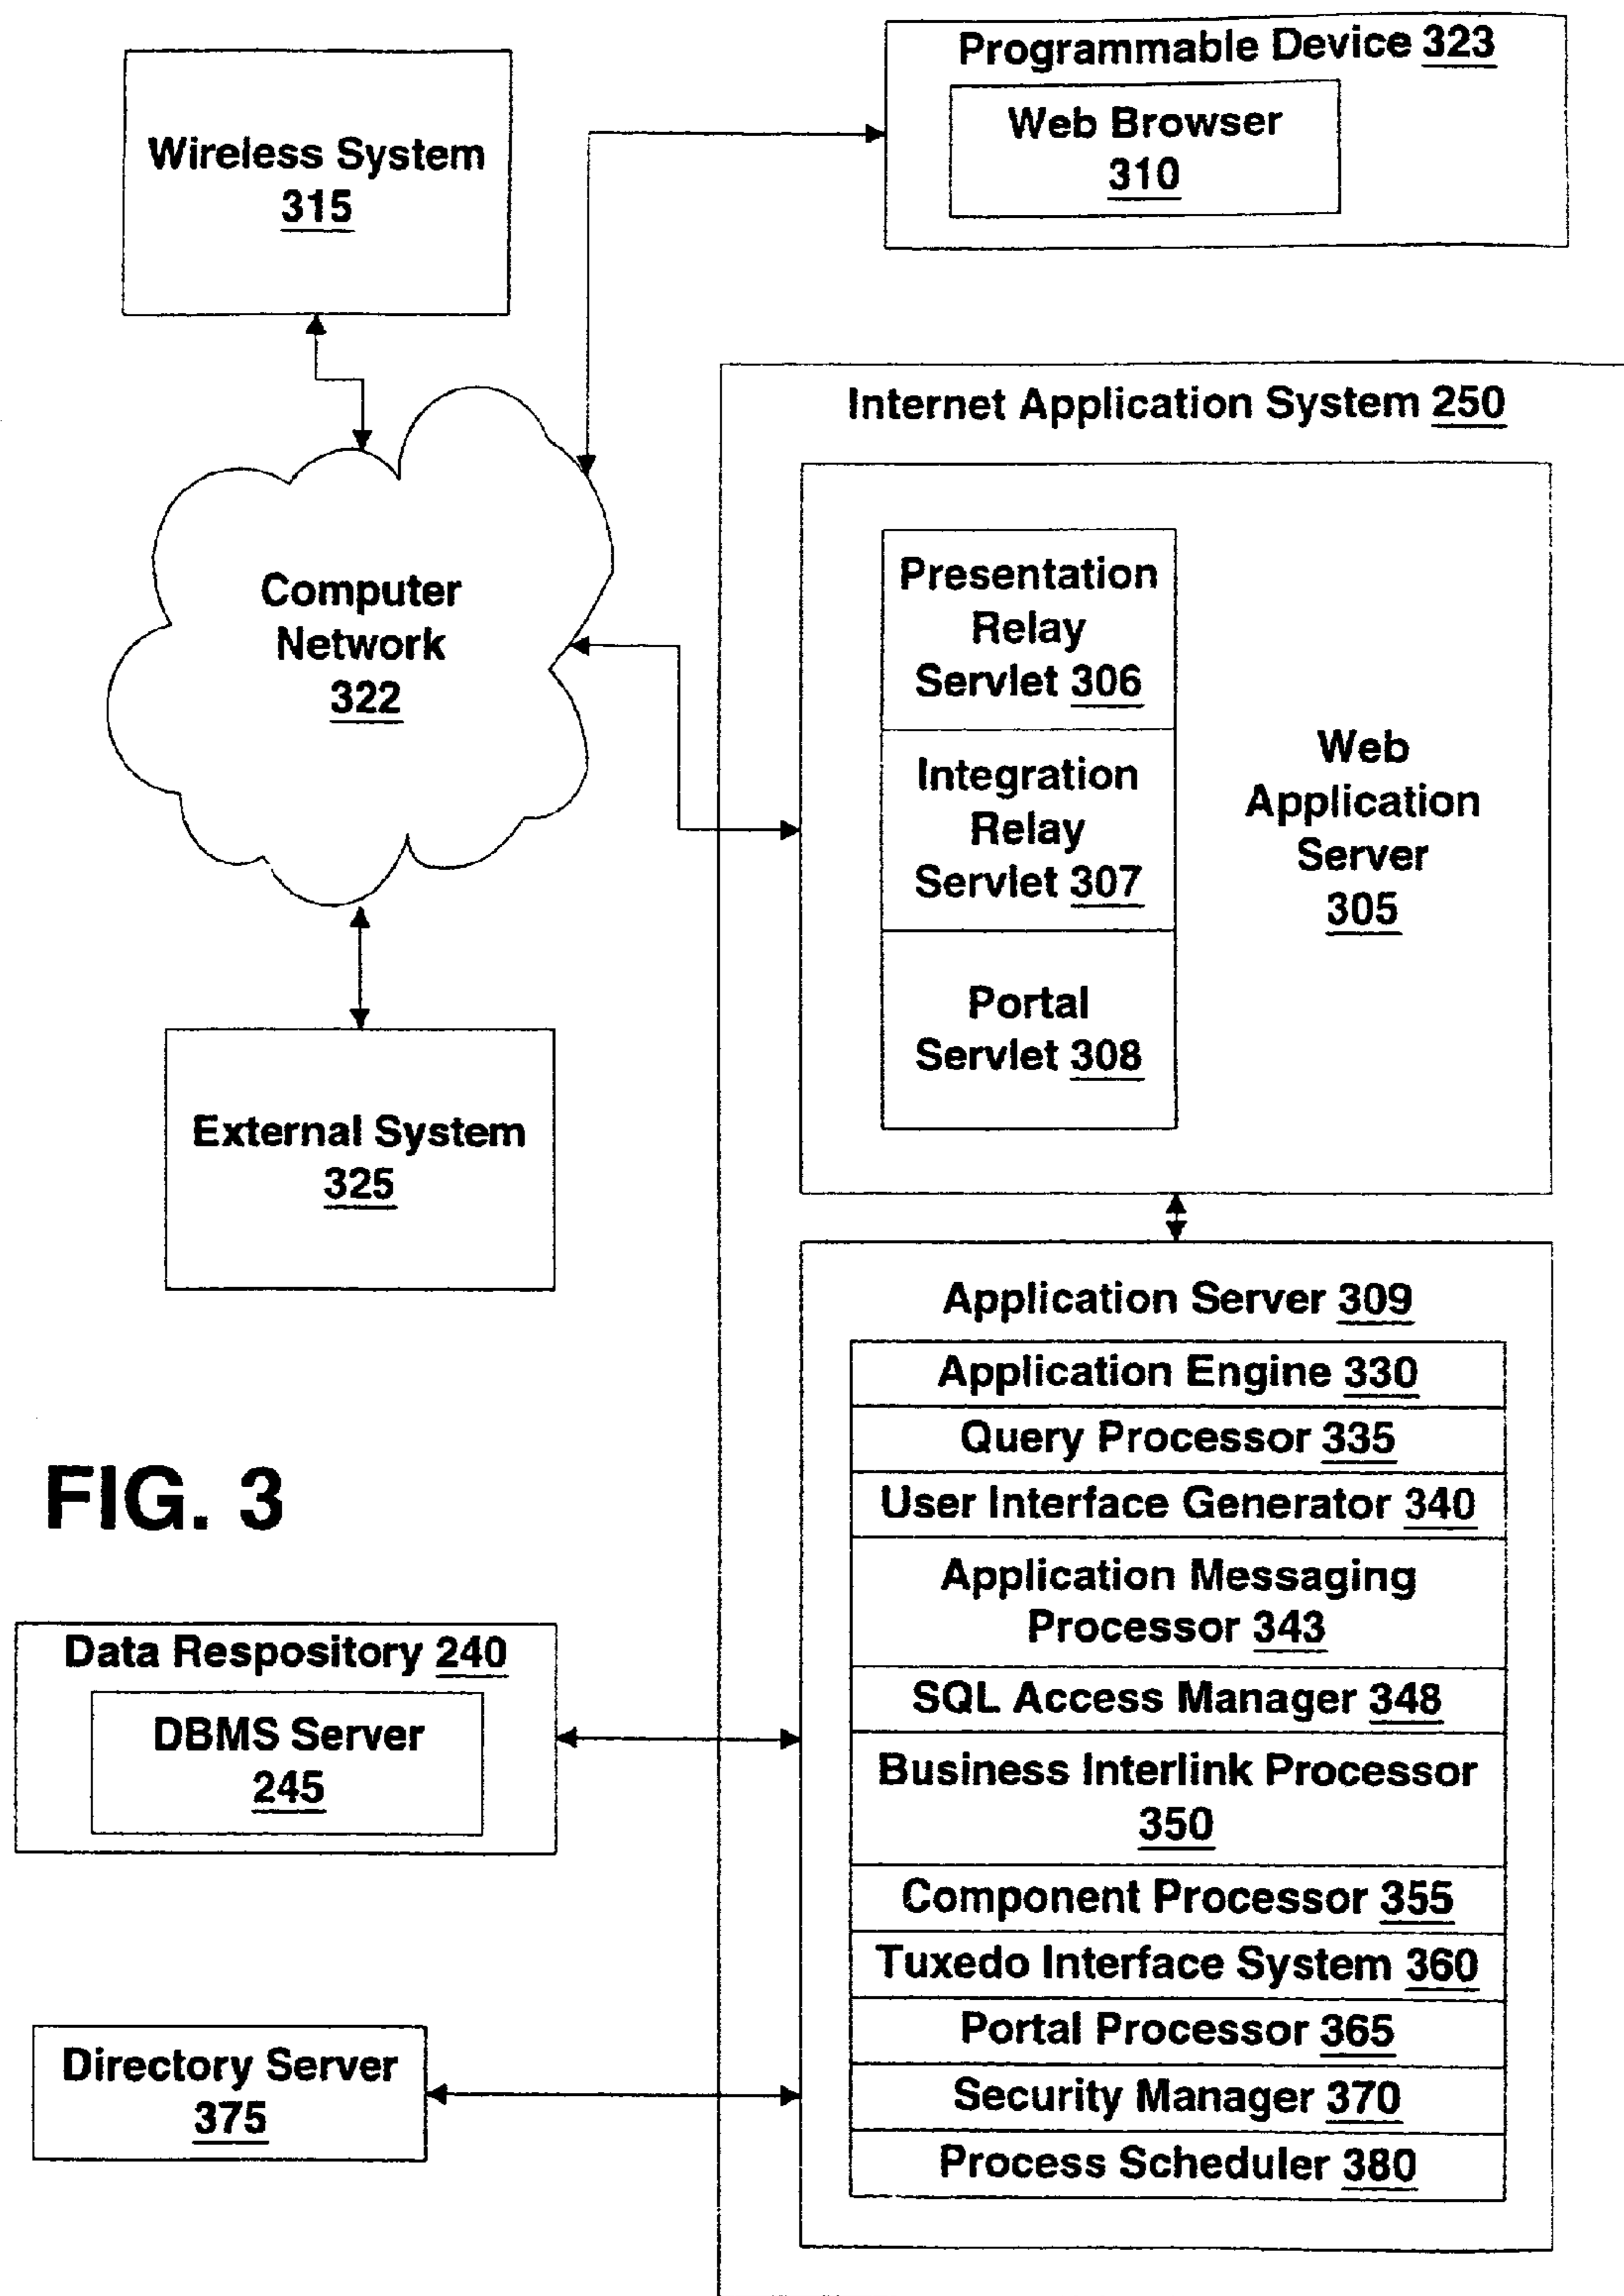 Programmable Device 323
Web Browser
310
Wireless System
315
Internet Application System 250
Computer
Network
322
Presentation
Relay
Servlet 306
Integration
Relay
Servlet 307
Portal
Servlet 308
Web
Application
Server
305
External System
325
Application Server 309
Application Engine 330
Query Processor 335
User Interface Generator 340
Application Messaging
Processor 343
SQL Access Manager 348
Business Interlink Processor
350
Component Processor 355
Tuxedo Interface System 360
Portal Processor 365
Security Manager 370
Process Scheduler 380
FIG. 3
Data Respository 240
DBMS Server
245
Directory Server
375